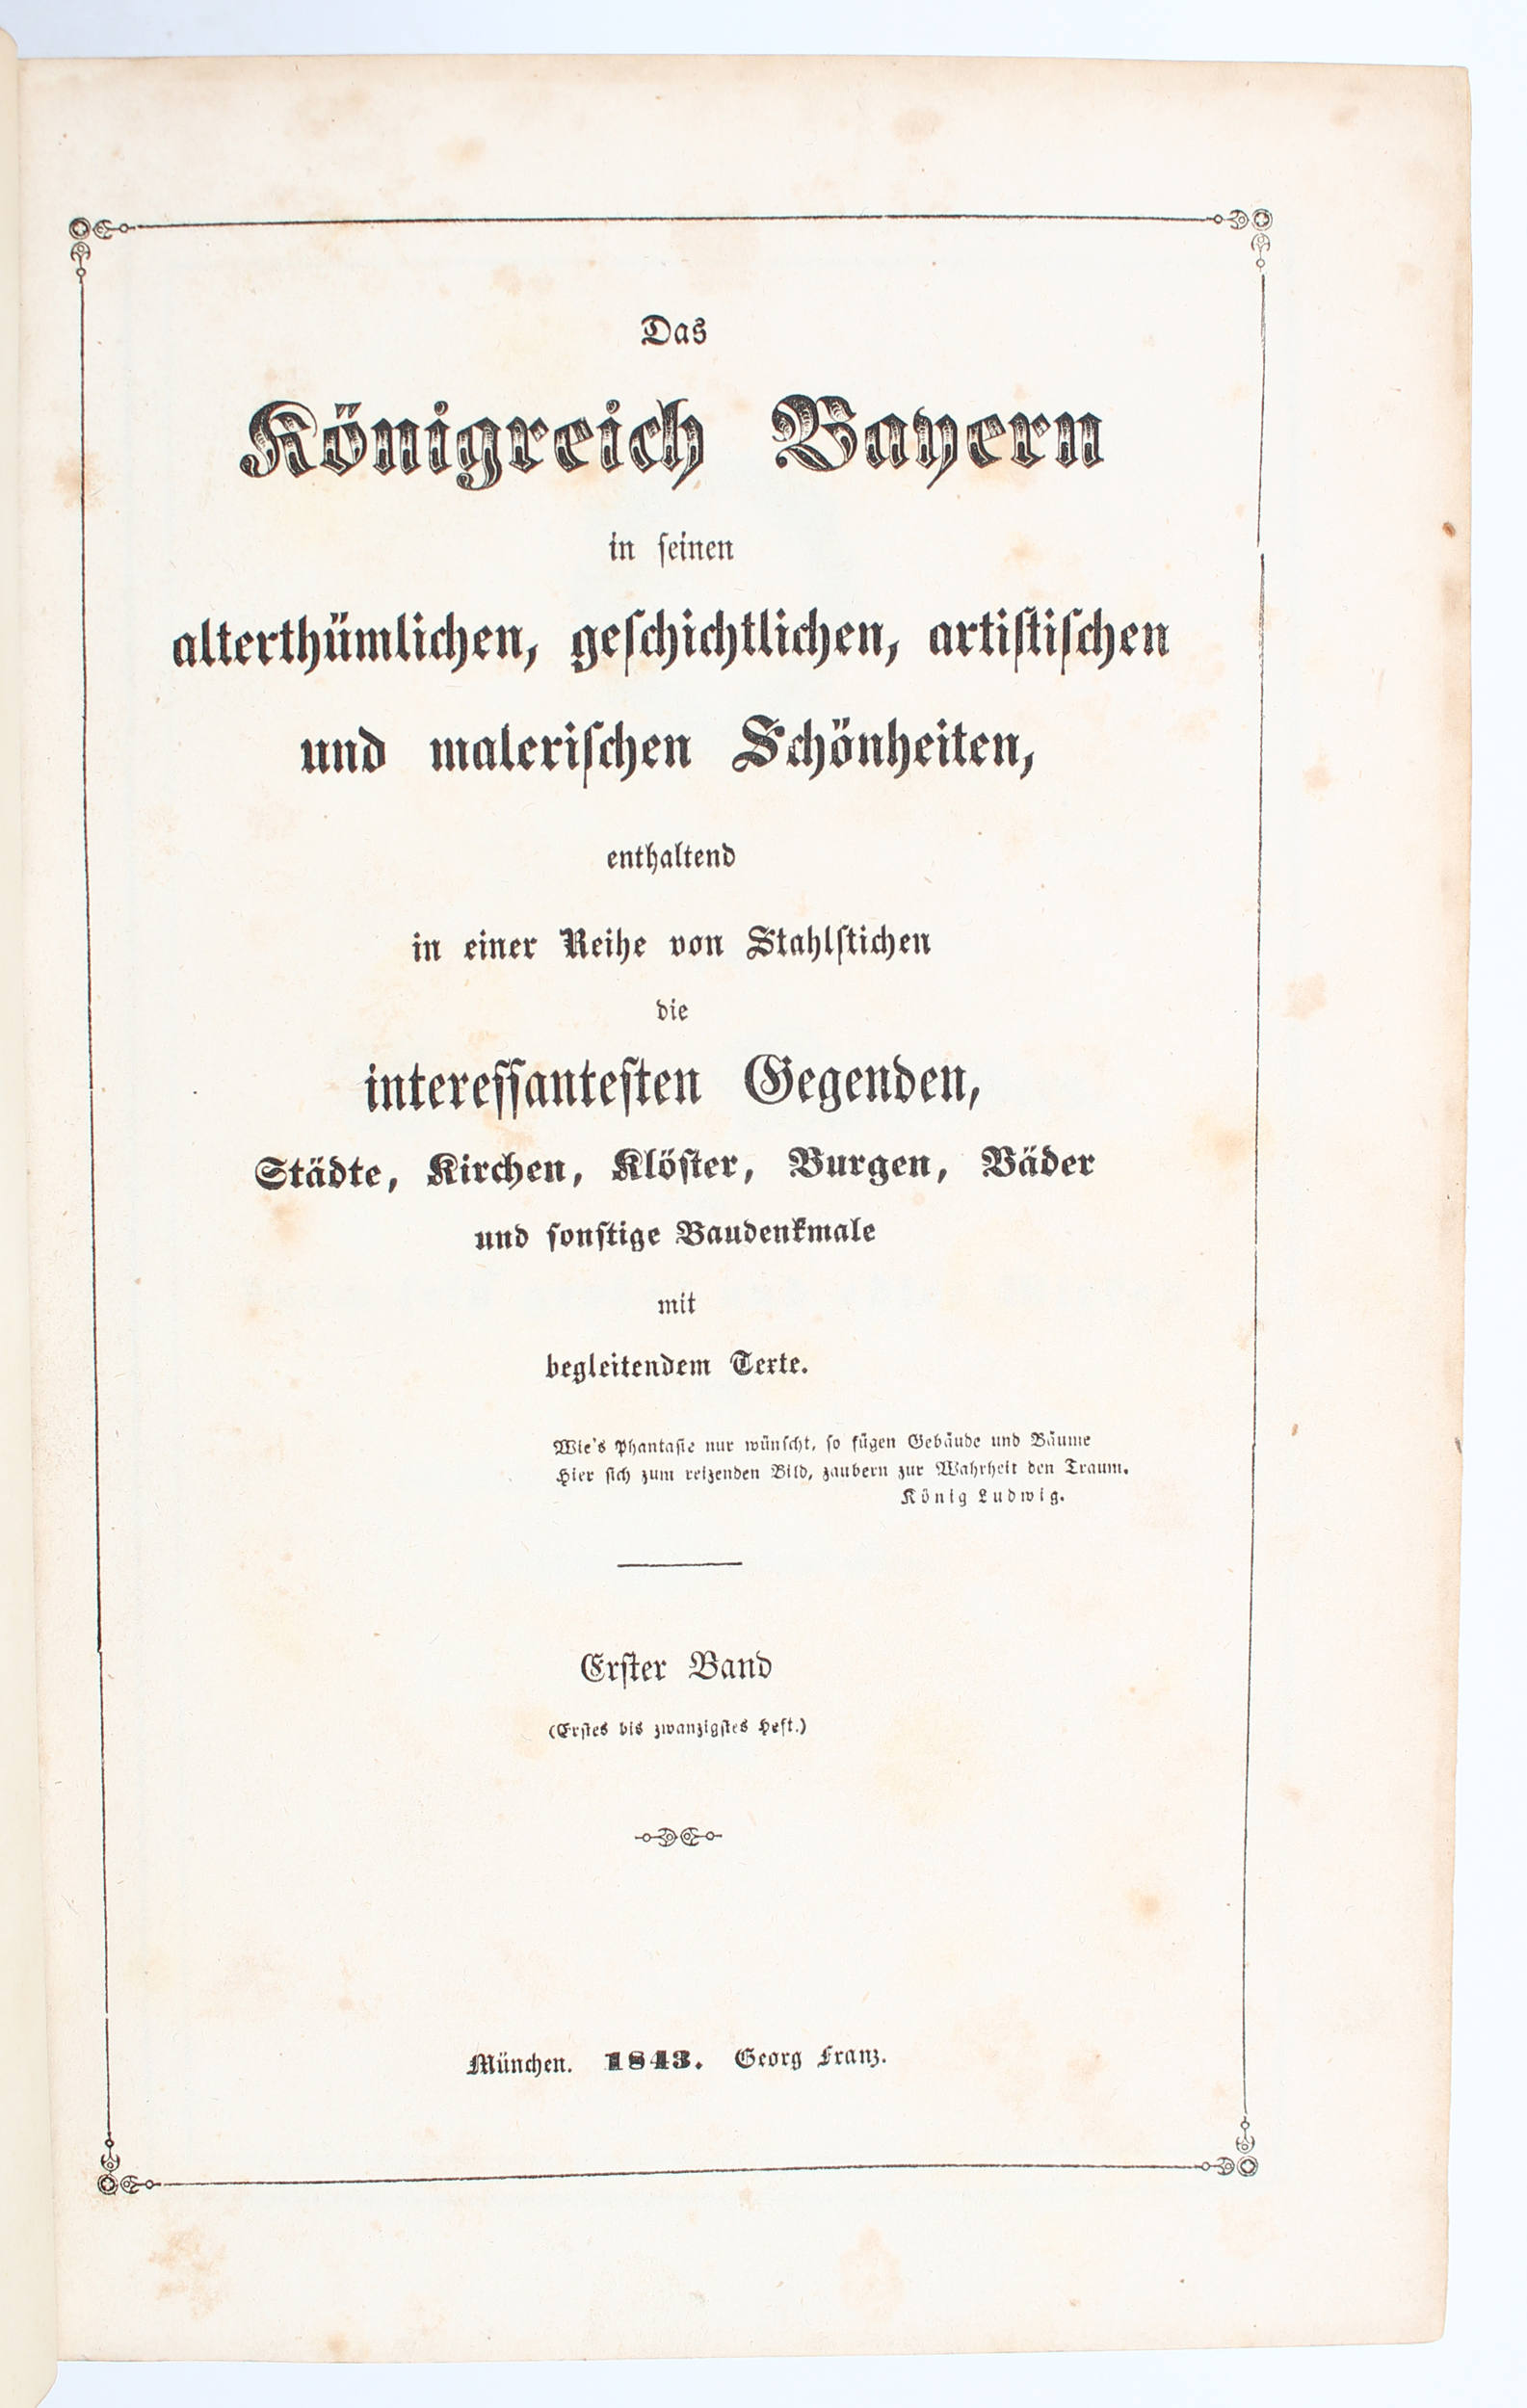 Das
Königreich Bayern
in seinen
alterthümlichen, geschichtlichen, artistischen
und malerischen Schönheiten,
enthaltend
in einer Reihe von Stahlstichen
die
interessantesten Gegenden,
Städte, Kirchen, Klöster, Burgen, Bäder
und sonstige Baudenkmale
mit
begleitendem Texte.
Wie's Phantasie nur wünscht, so fügen Gebäude und Bäume
Hier sich zum reizenden Bild, zaubern zur Wahrheit den Traum.
König Ludwig.
Erster Band
(Erstes bis zwanzigstes Heft.)
München. 1843. Georg Franz.